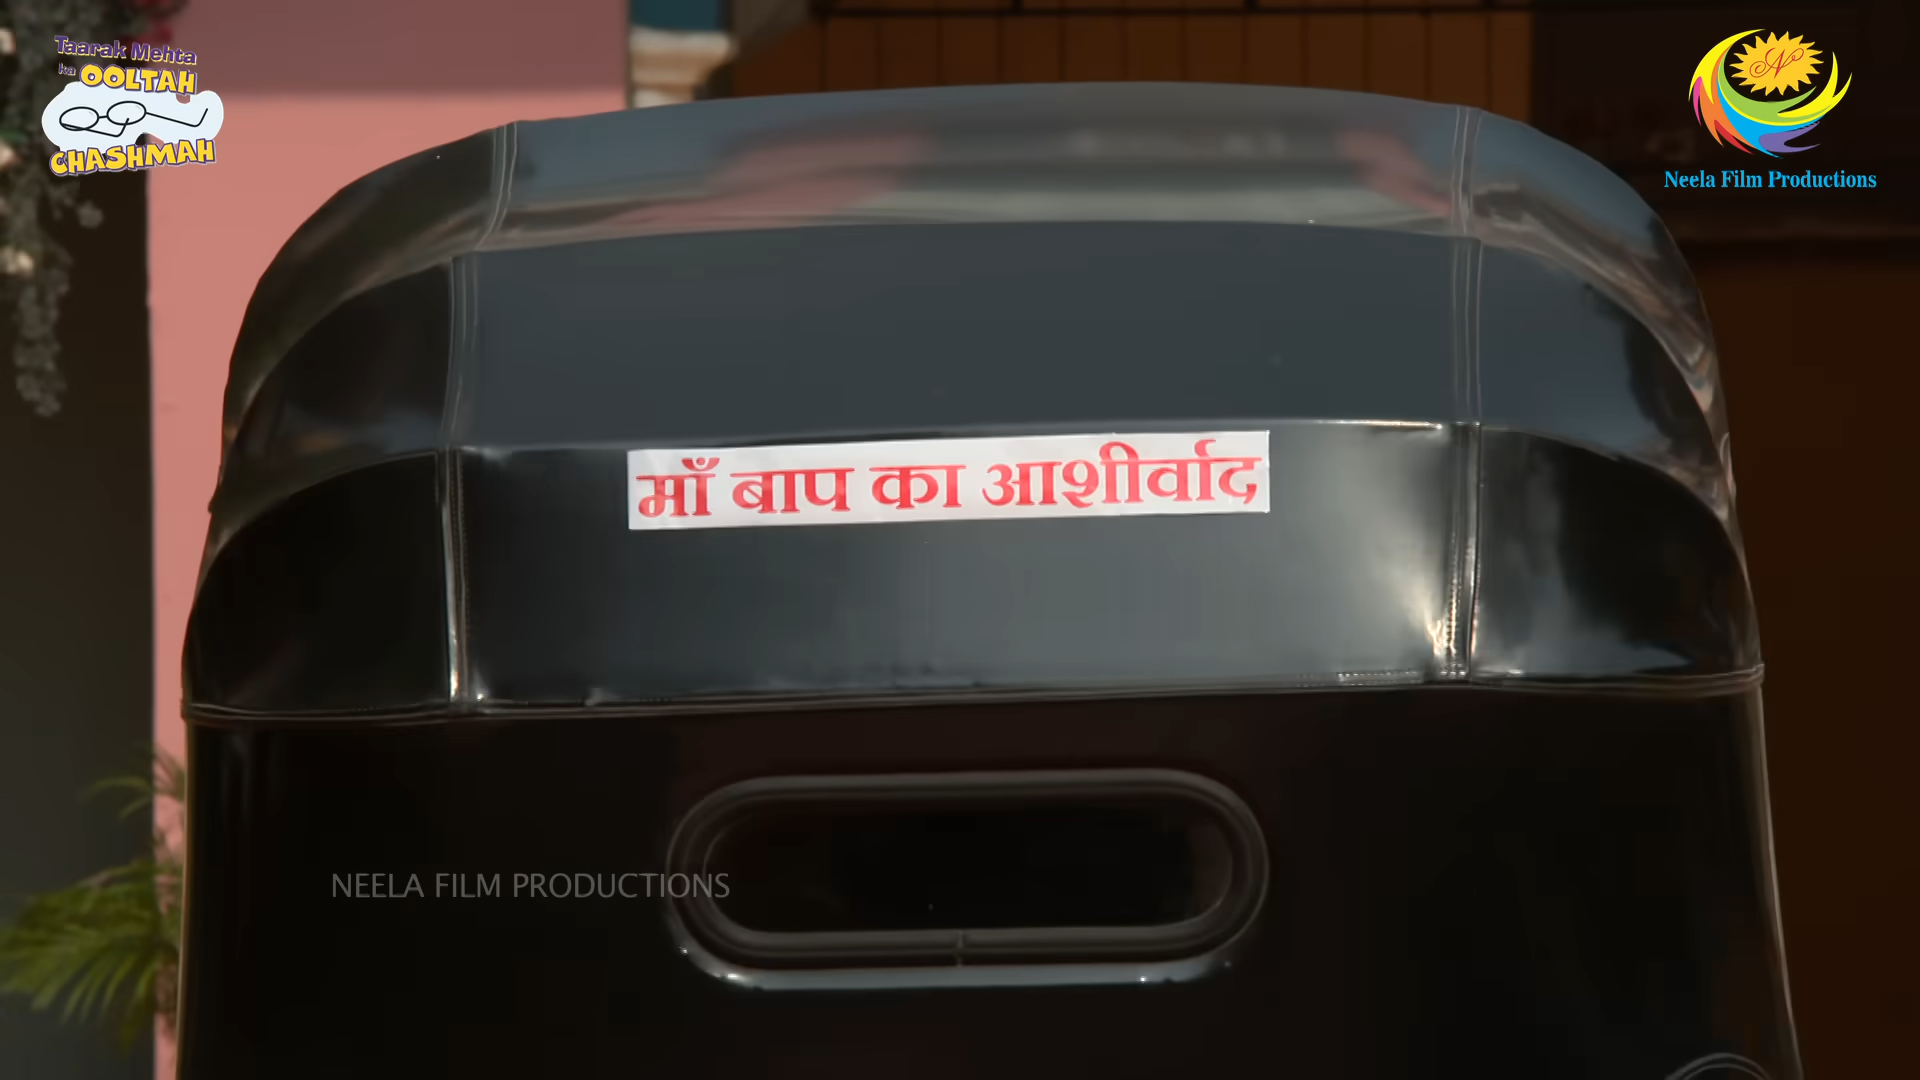 Taarak Mehta
ka OOLTAH
CHASHMAH
Neela Film Productions
माँ बाप का आशीर्वाद
NEELA FILM PRODUCTIONS